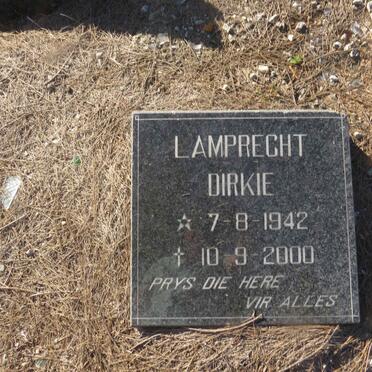 LAMPRECHT
DIRKIE
☆ 7-8-1942
† 10-9-2000
PRYS DIE HERE
VIR ALLES